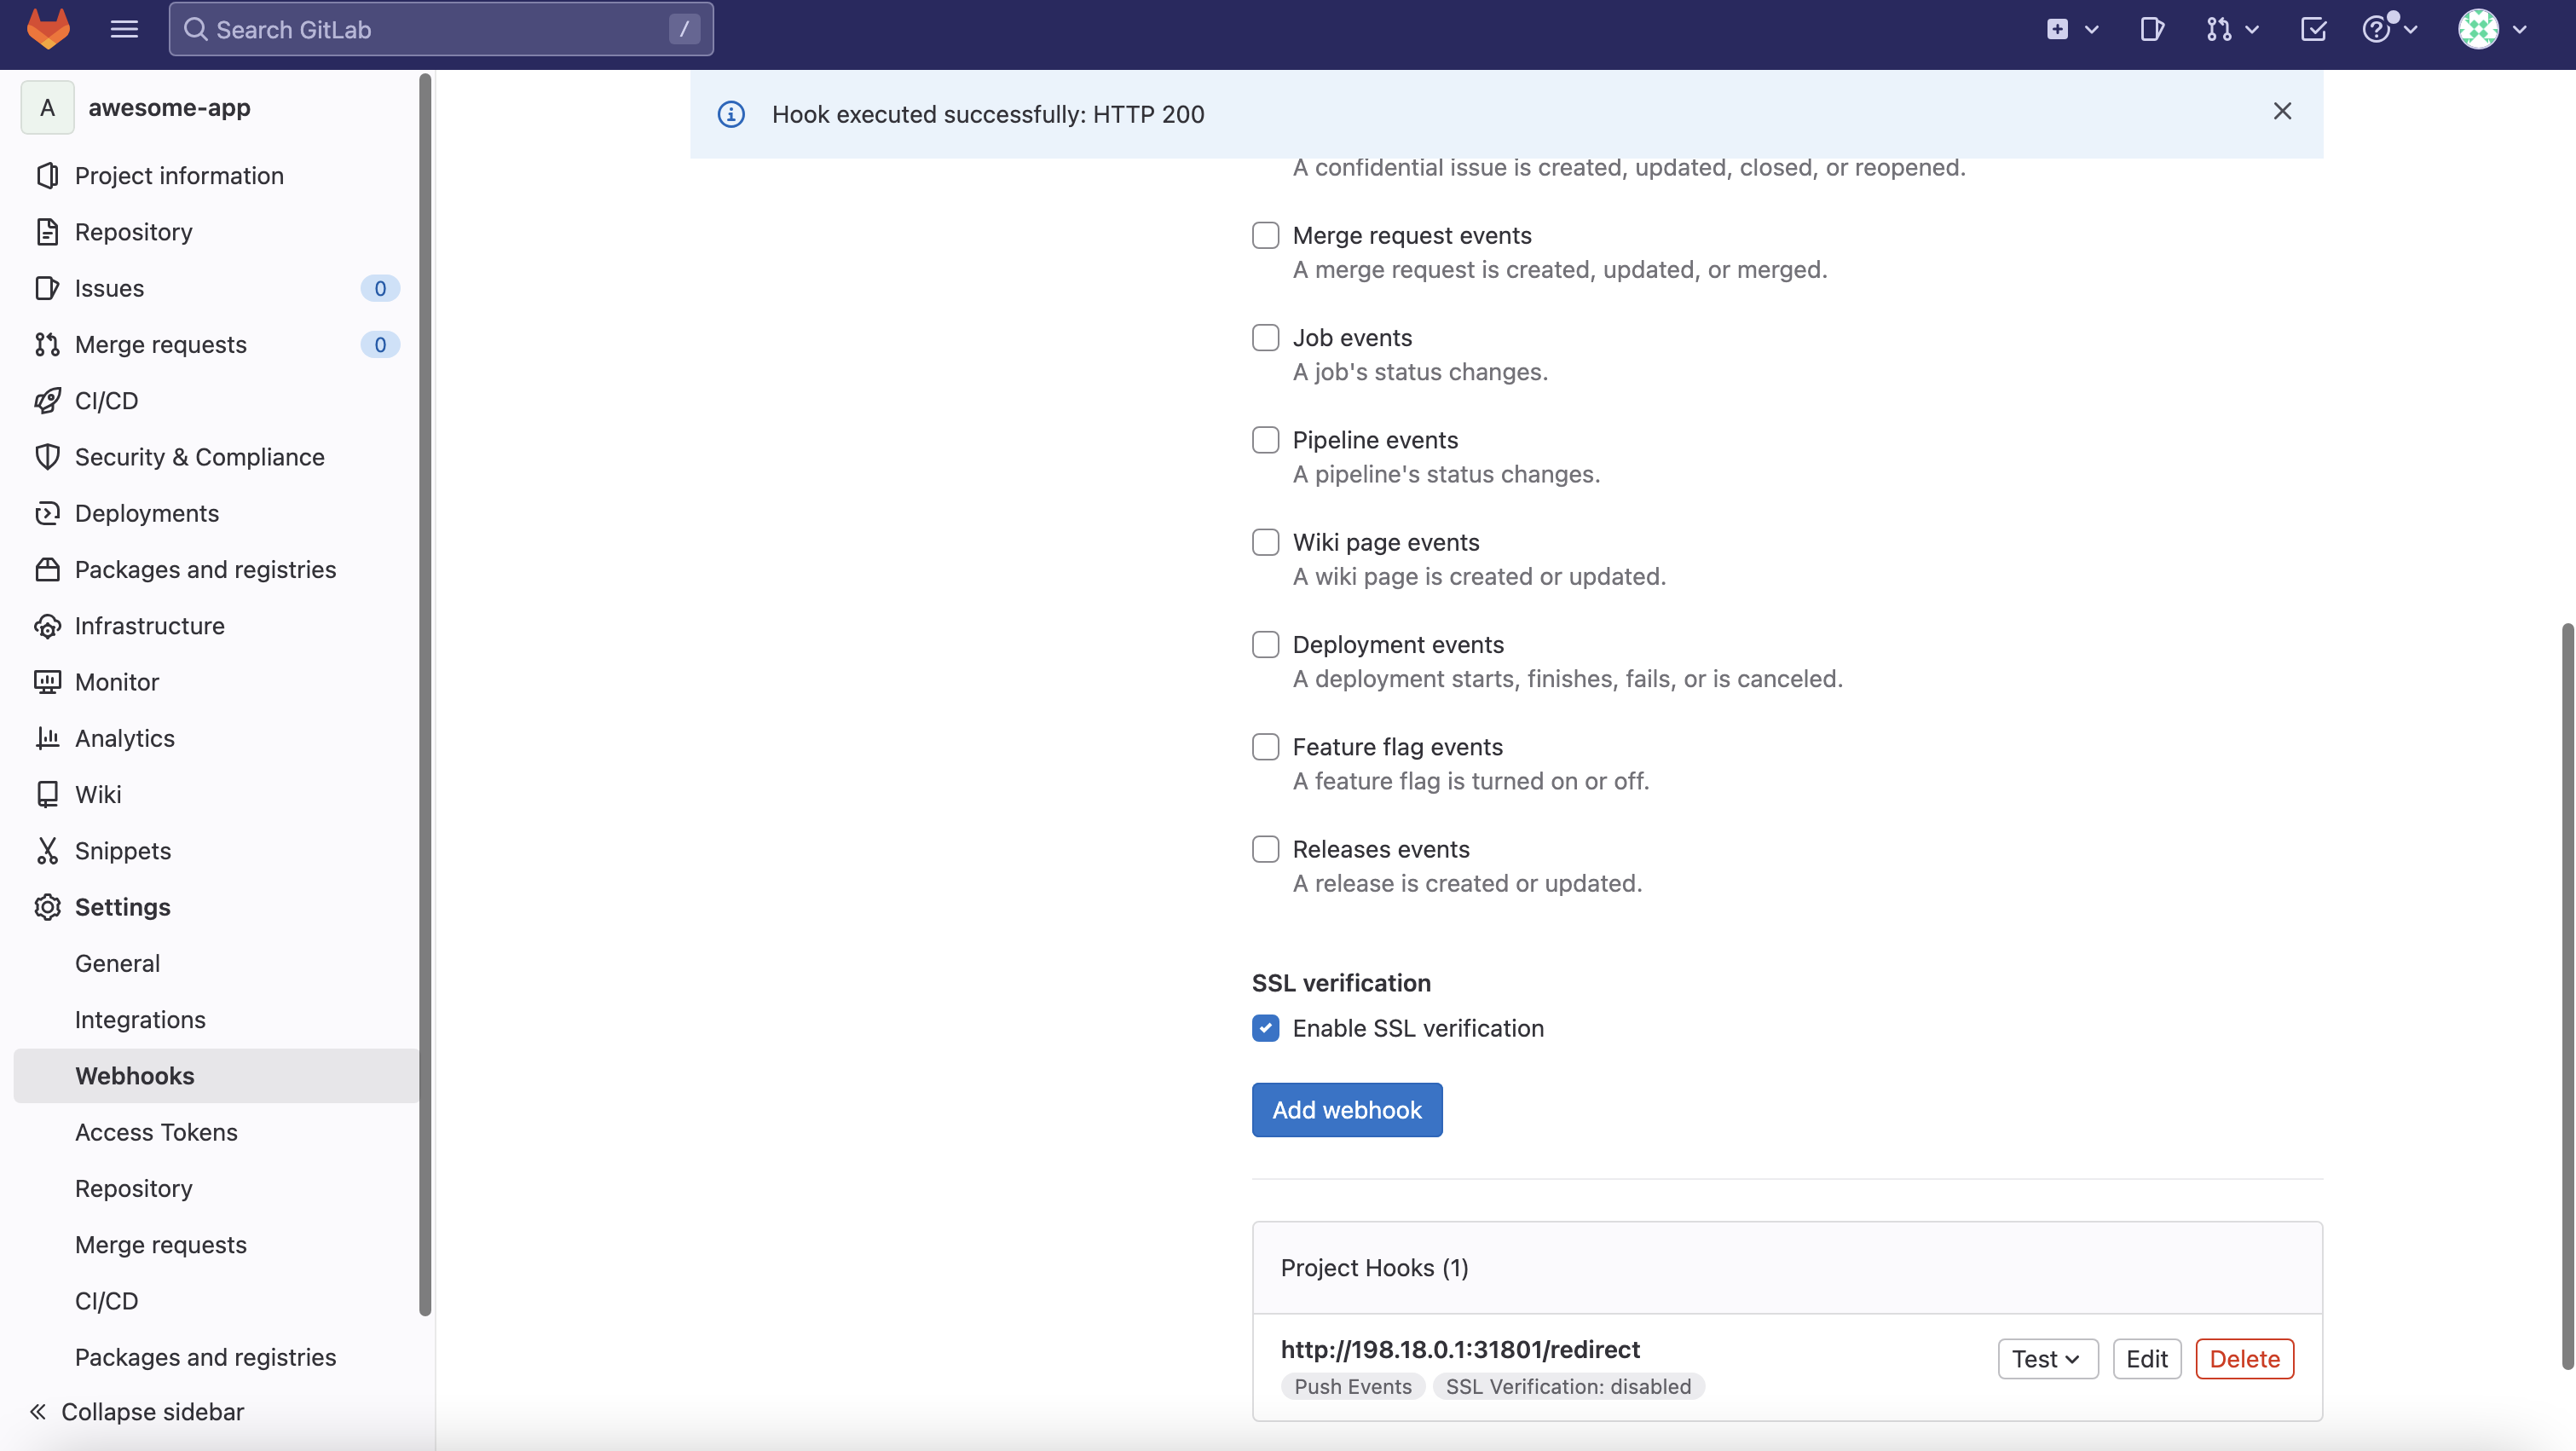 Search GitLab
/
A
awesome-app
Project information
Repository
Issues
0
Merge requests
0
CI/CD
Security & Compliance
Deployments
Packages and registries
Infrastructure
Monitor
Analytics
Wiki
Snippets
Settings
General
Integrations
Webhooks
Access Tokens
Repository
Merge requests
CI/CD
Packages and registries
Collapse sidebar
Hook executed successfully: HTTP 200
A confidential issue is created, updated, closed, or reopened.
Merge request events
A merge request is created, updated, or merged.
Job events
A job's status changes.
Pipeline events
A pipeline's status changes.
Wiki page events
A wiki page is created or updated.
Deployment events
A deployment starts, finishes, fails, or is canceled.
Feature flag events
A feature flag is turned on or off.
Releases events
A release is created or updated.
SSL verification
Enable SSL verification
Add webhook
Project Hooks (1)
http://198.18.0.1:31801/redirect
Test
Edit
Delete
Push Events
SSL Verification: disabled